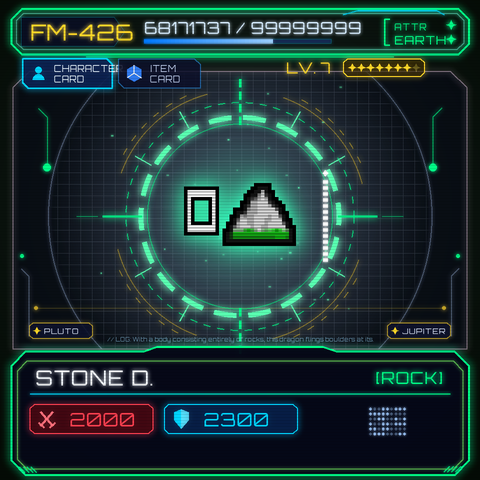 FM-426
68171737 / 99999999
ATTR
EARTH
CHARACTER
CARD
ITEM
CARD
LV.7
PLUTO
JUPITER
// LOG With a body consisting entirely of rocks, this dragon flings boulders at its
STONE D.
[ROCK]
2000
2300